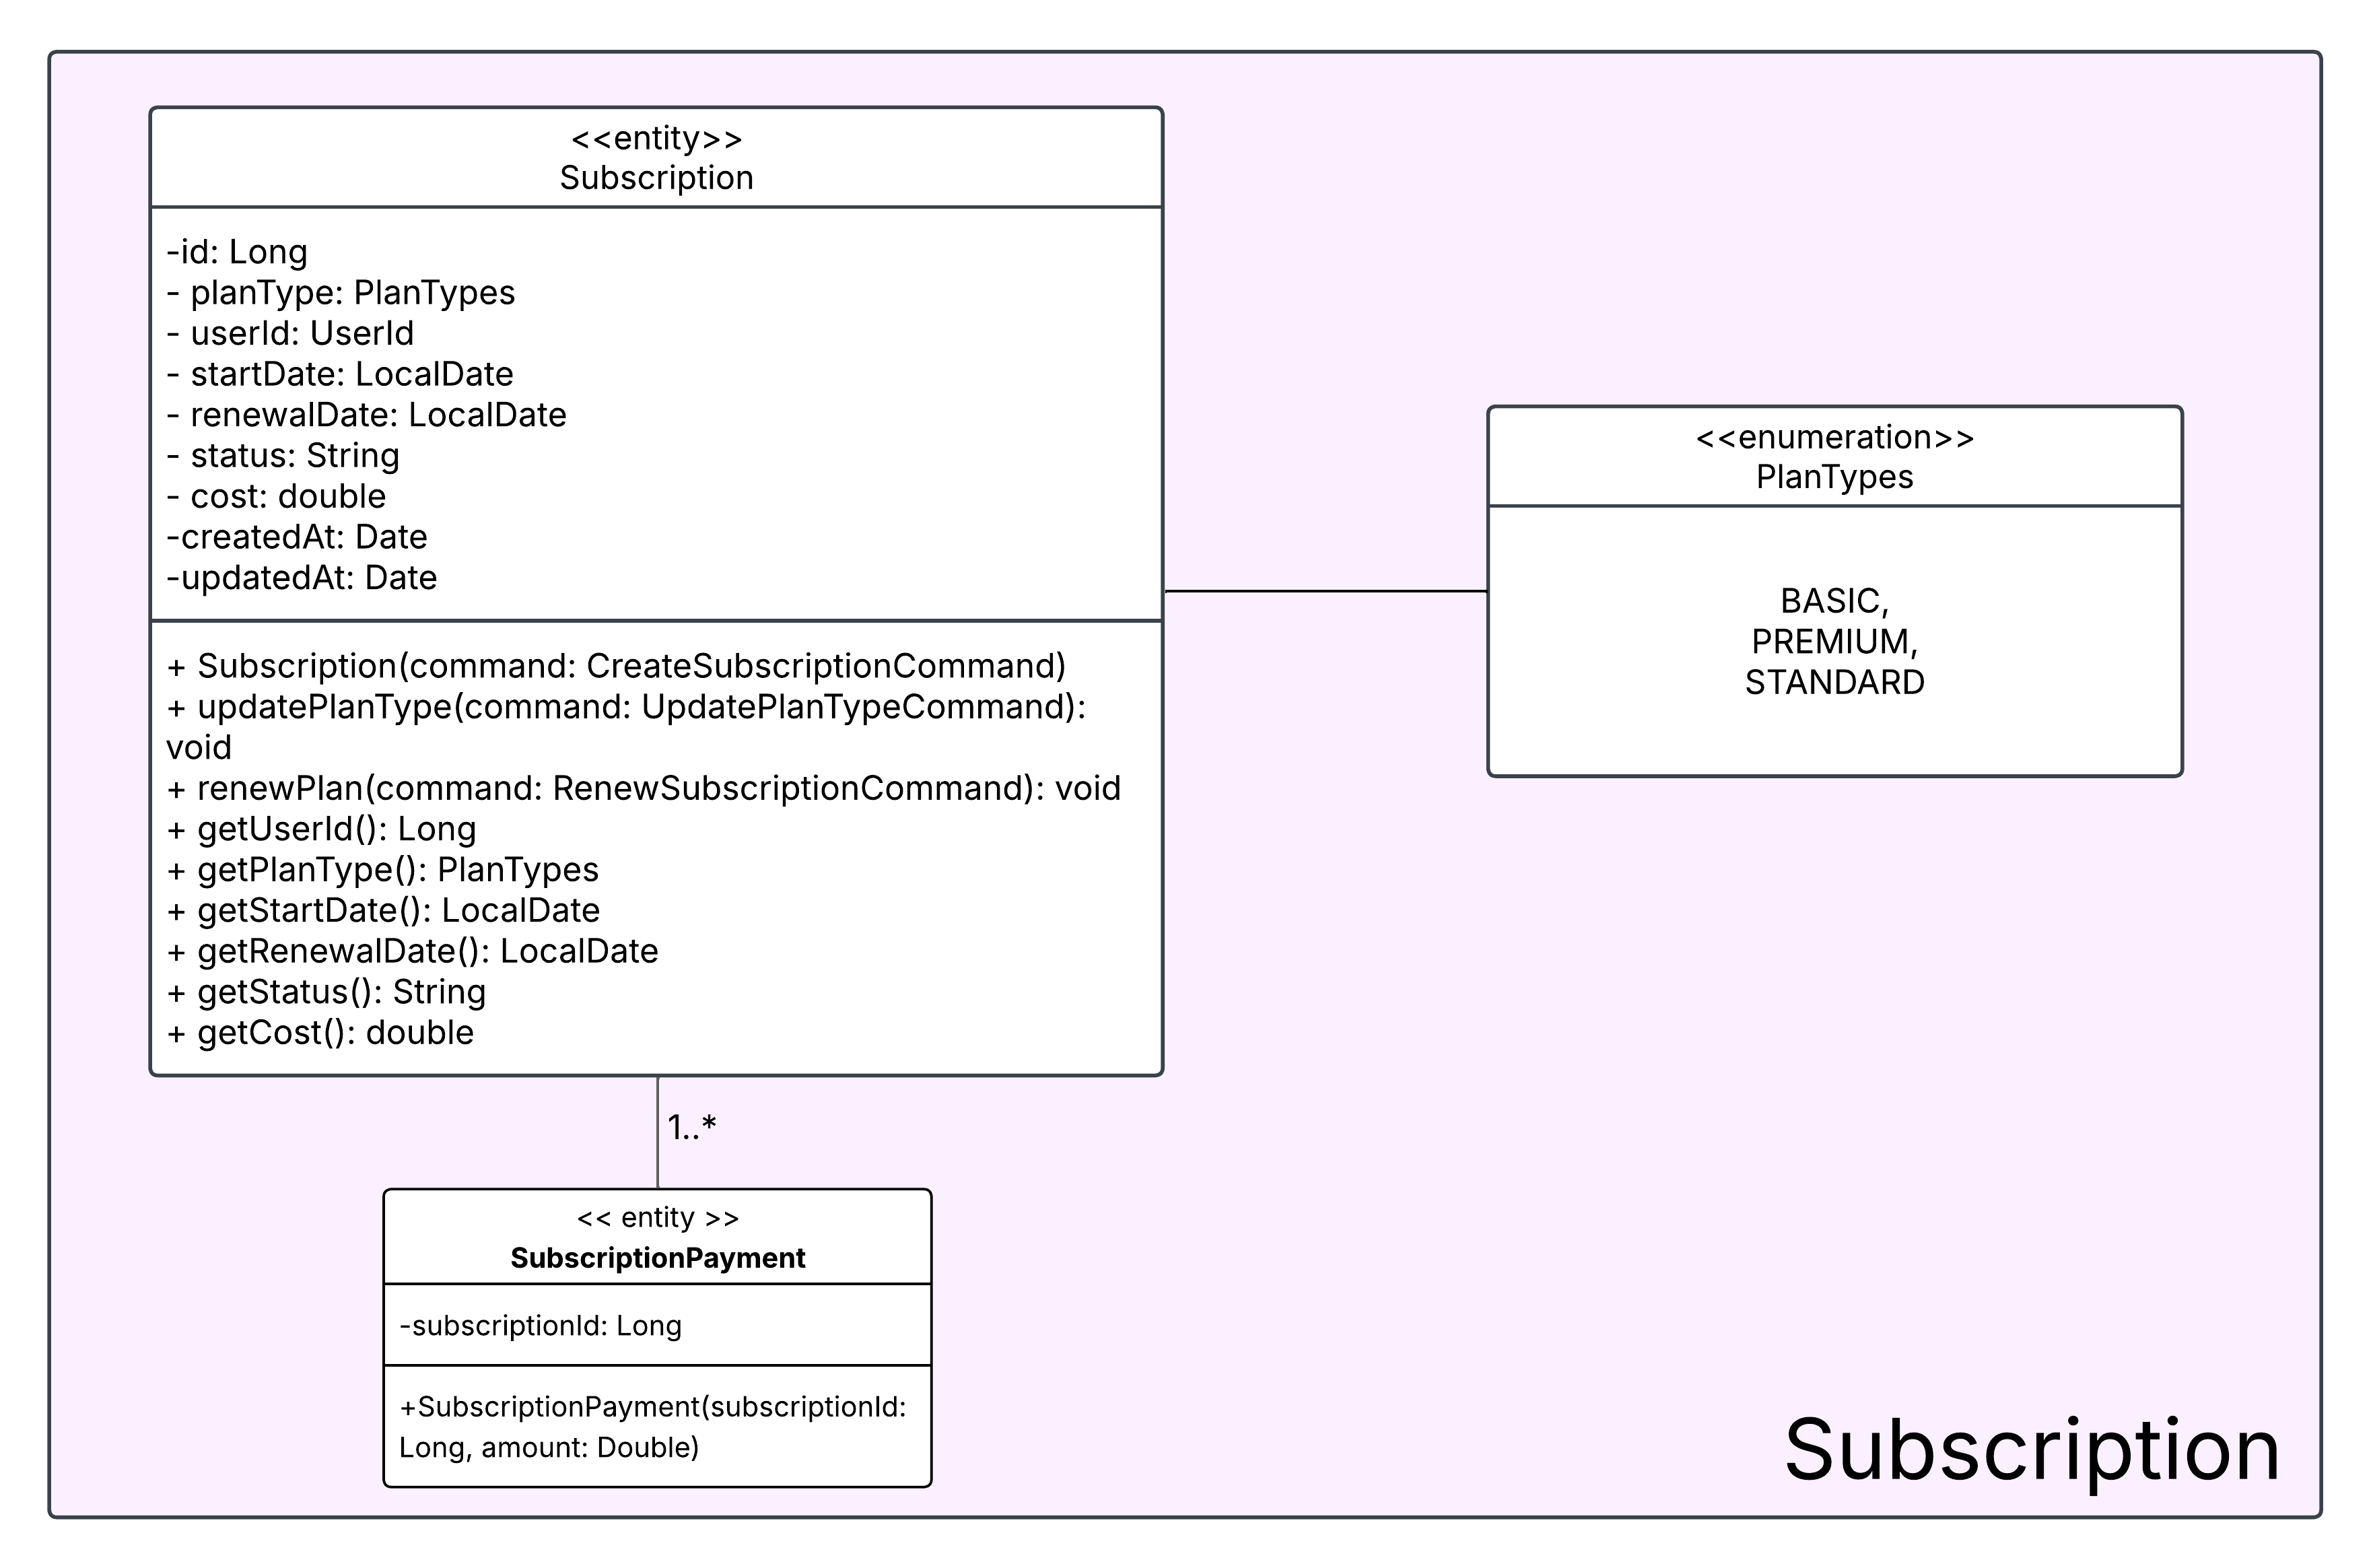 <<entity>>
Subscription
-id: Long
- planType: PlanTypes
- userId: UserId
- startDate: LocalDate
- renewalDate: LocalDate
- status: String
- cost: double
-createdAt: Date
-updatedAt: Date
+ Subscription(command: CreateSubscriptionCommand)
+ updatePlanType(command: UpdatePlanTypeCommand):
void
+ renewPlan(command: RenewSubscriptionCommand): void
+ getUserId(): Long
+ getPlanType(): PlanTypes
+ getStartDate(): LocalDate
+ getRenewalDate(): LocalDate
+ getStatus(): String
+ getCost(): double
<<enumeration>>
PlanTypes
BASIC,
PREMIUM,
STANDARD
1..*
<< entity >>
SubscriptionPayment
-subscriptionId: Long
+SubscriptionPayment(subscriptionId:
Long, amount: Double)
Subscription